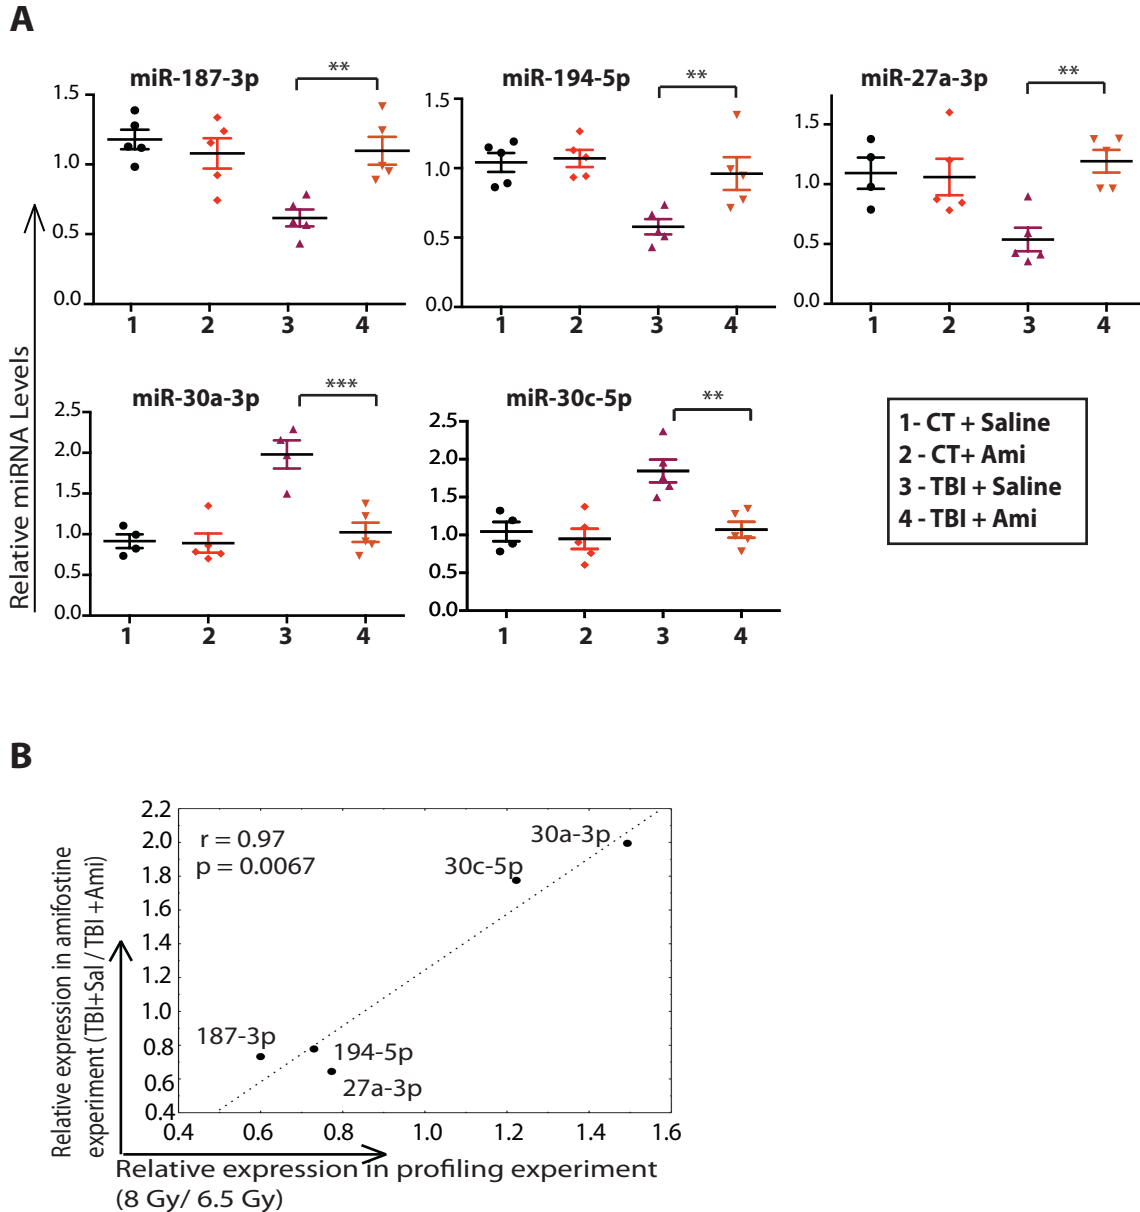 A
miR-187-3p
**
1.5
1.0
0.5
0.0
1 2 3 4
miR-194-5p
**
1.5
1.0
0.5
0.0
1 2 3 4
miR-27a-3p
**
1.5
1.0
0.5
0.0
1 2 3 4
Relative miRNA Levels
miR-30a-3p
***
2.5
2.0
1.5
1.0
0.5
0.0
1 2 3 4
miR-30c-5p
**
2.5
2.0
1.5
1.0
0.5
0.0
1 2 3 4
1- CT + Saline
2 - CT+ Ami
3 - TBI + Saline
4 - TBI + Ami
B
Relative expression in amifostine
experiment (TBI+Sal / TBI +Ami)
2.2
2.0
1.8
1.6
1.4
1.2
1.0
0.8
0.6
0.4
r = 0.97
p = 0.0067
30a-3p
30c-5p
187-3p
194-5p
27a-3p
0.4 0.6 0.8 1.0 1.2 1.4 1.6
Relative expression in profiling experiment
(8 Gy/ 6.5 Gy)